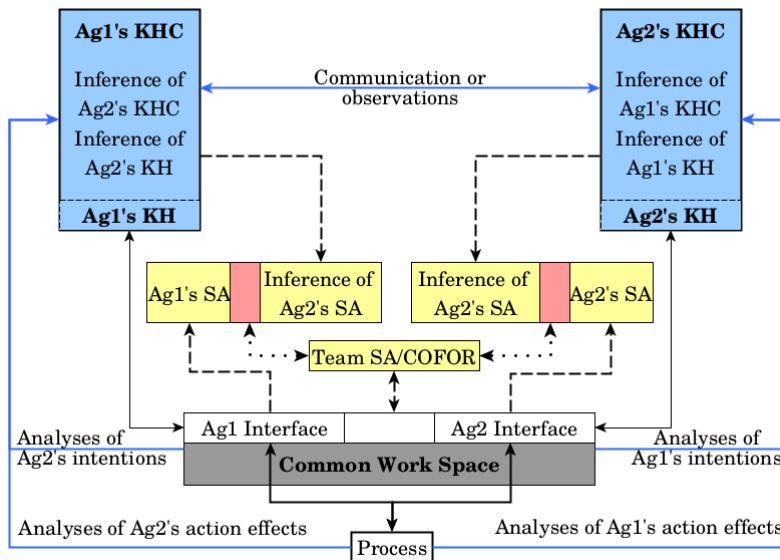 Ag1's KHC
Inference of
Ag2's KHC
Inference of
Ag2's KH
Ag1's KH
Communication or
observations
Ag2's KHC
Inference of
Ag1's KHC
Inference of
Ag1's KH
Ag2's KH
Ag1's SA
Inference of
Ag2's SA
Inference of
Ag2's SA
Ag2's SA
Team SA/COFOR
Ag1 Interface
Ag2 Interface
Common Work Space
Analyses of
Ag2's intentions
Analyses of
Ag1's intentions
Analyses of Ag2's action effects
Analyses of Ag1's action effects
Process